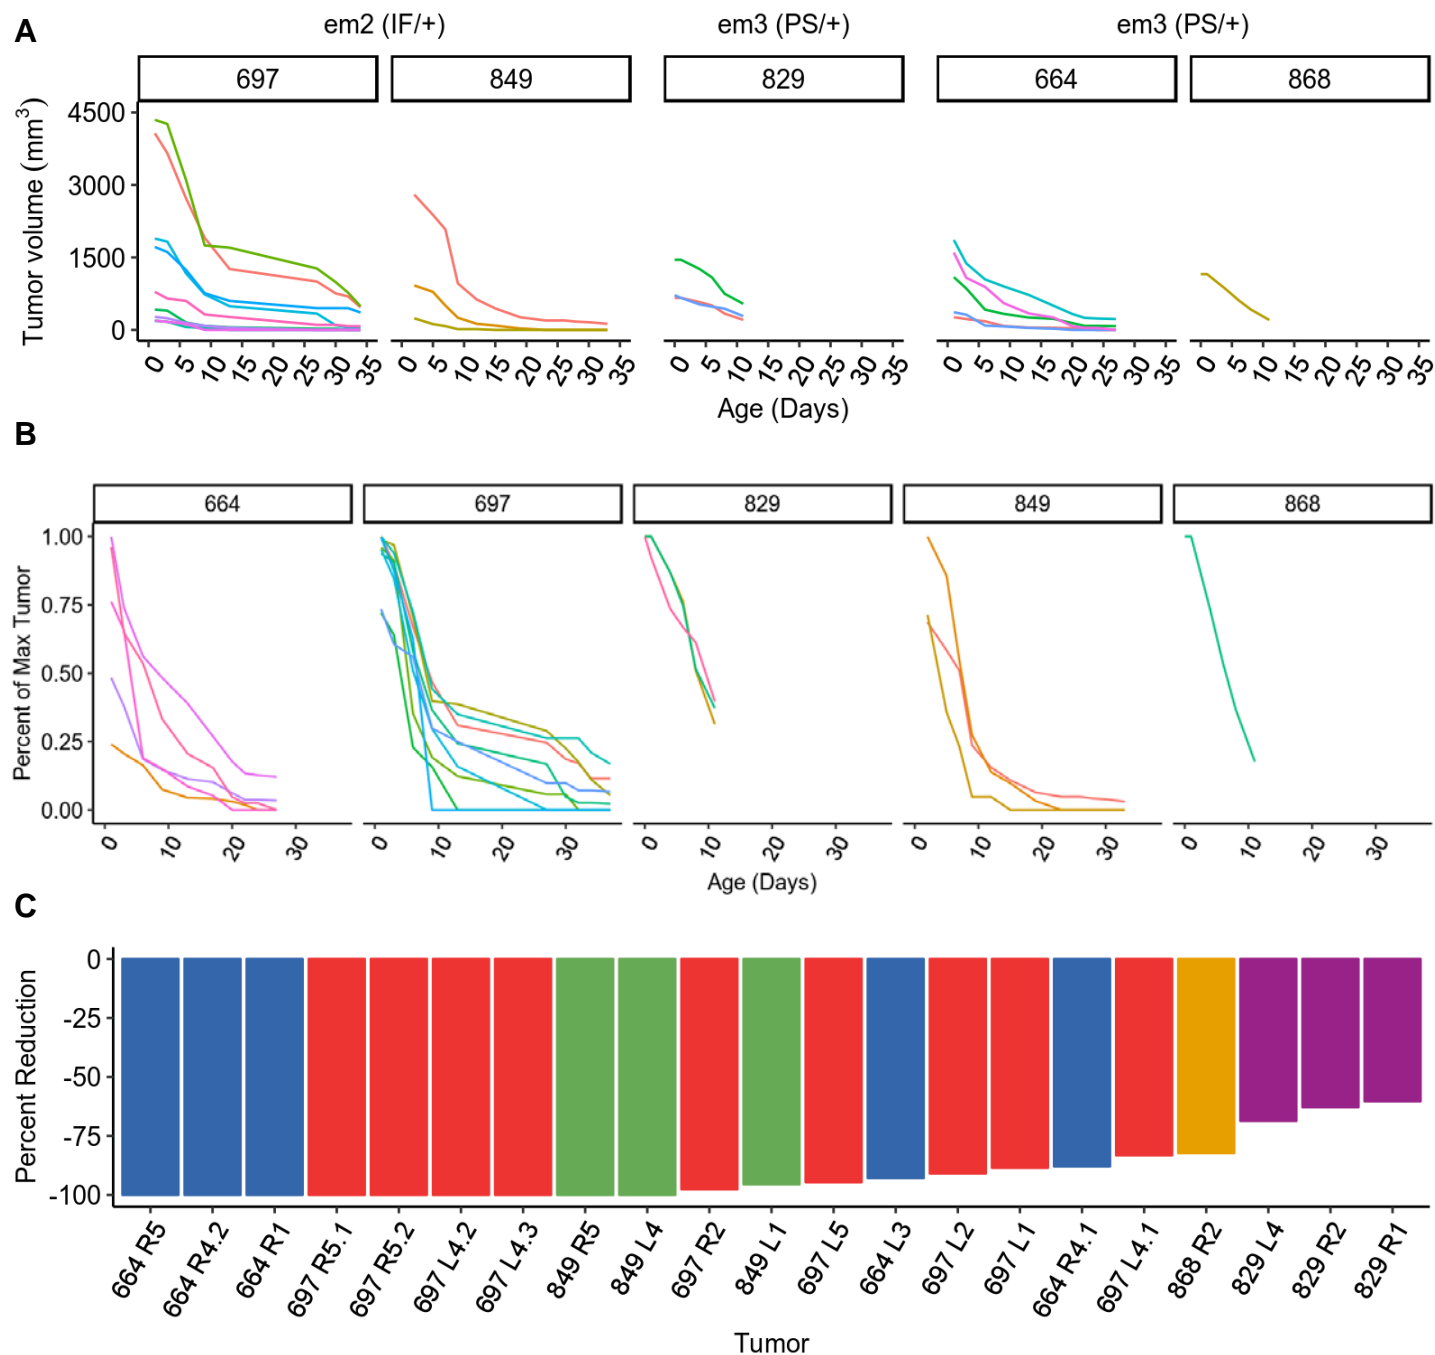 A
em2 (IF/+) em3 (PS/+) em3 (PS/+)
697 849 829 664 868
Tumor volume (mm³)
4500
3000
1500
0
0 5 10 15 20 25 30 35 0 5 10 15 20 25 30 35 0 5 10 15 20 25 30 35 0 5 10 15 20 25 30 35 0 5 10 15 20 25 30 35
Age (Days)
B
664 697 829 849 868
Percent of Max Tumor
1.00
0.75
0.50
0.25
0.00
0 10 20 30 0 10 20 30 0 10 20 30 0 10 20 30 0 10 20 30
Age (Days)
C
Percent Reduction
0
-25
-50
-75
-100
664 R5 664 R4.2 664 R1 697 R5.1 697 R5.2 697 L4.2 697 L4.3 849 R5 849 L4 697 R2 849 L1 697 L5 664 L3 697 L2 697 L1 664 R4.1 697 L4.1 868 R2 829 L4 829 R2 829 R1
Tumor